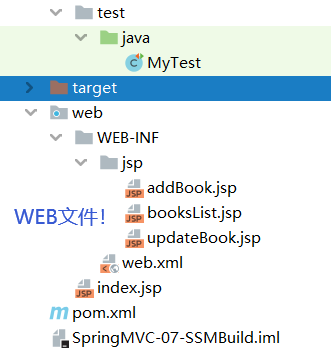 test
java
MyTest
target
web
WEB-INF
jsp
addBook.jsp
WEB文件！
booksList.jsp
updateBook.jsp
web.xml
index.jsp
pom.xml
SpringMVC-07-SSMBuild.iml